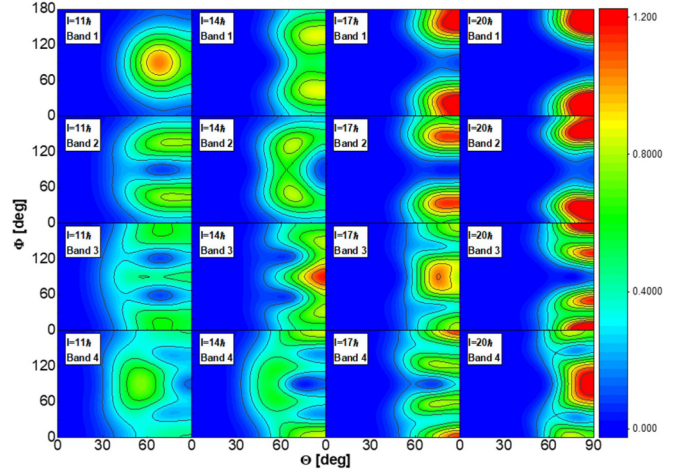 180
120
60
0
I=11ħ
Band 1
I=14ħ
Band 1
I=17ħ
Band 1
I=20ħ
Band 1
1.200
120
60
0
I=11ħ
Band 2
I=14ħ
Band 2
I=17ħ
Band 2
I=20ħ
Band 2
0.8000
Φ [deg]
120
60
0
I=11ħ
Band 3
I=14ħ
Band 3
I=17ħ
Band 3
I=20ħ
Band 3
0.4000
120
60
0
I=11ħ
Band 4
I=14ħ
Band 4
I=17ħ
Band 4
I=20ħ
Band 4
0.000
0 60 0 60 0 60 0 60 90
Θ [deg]